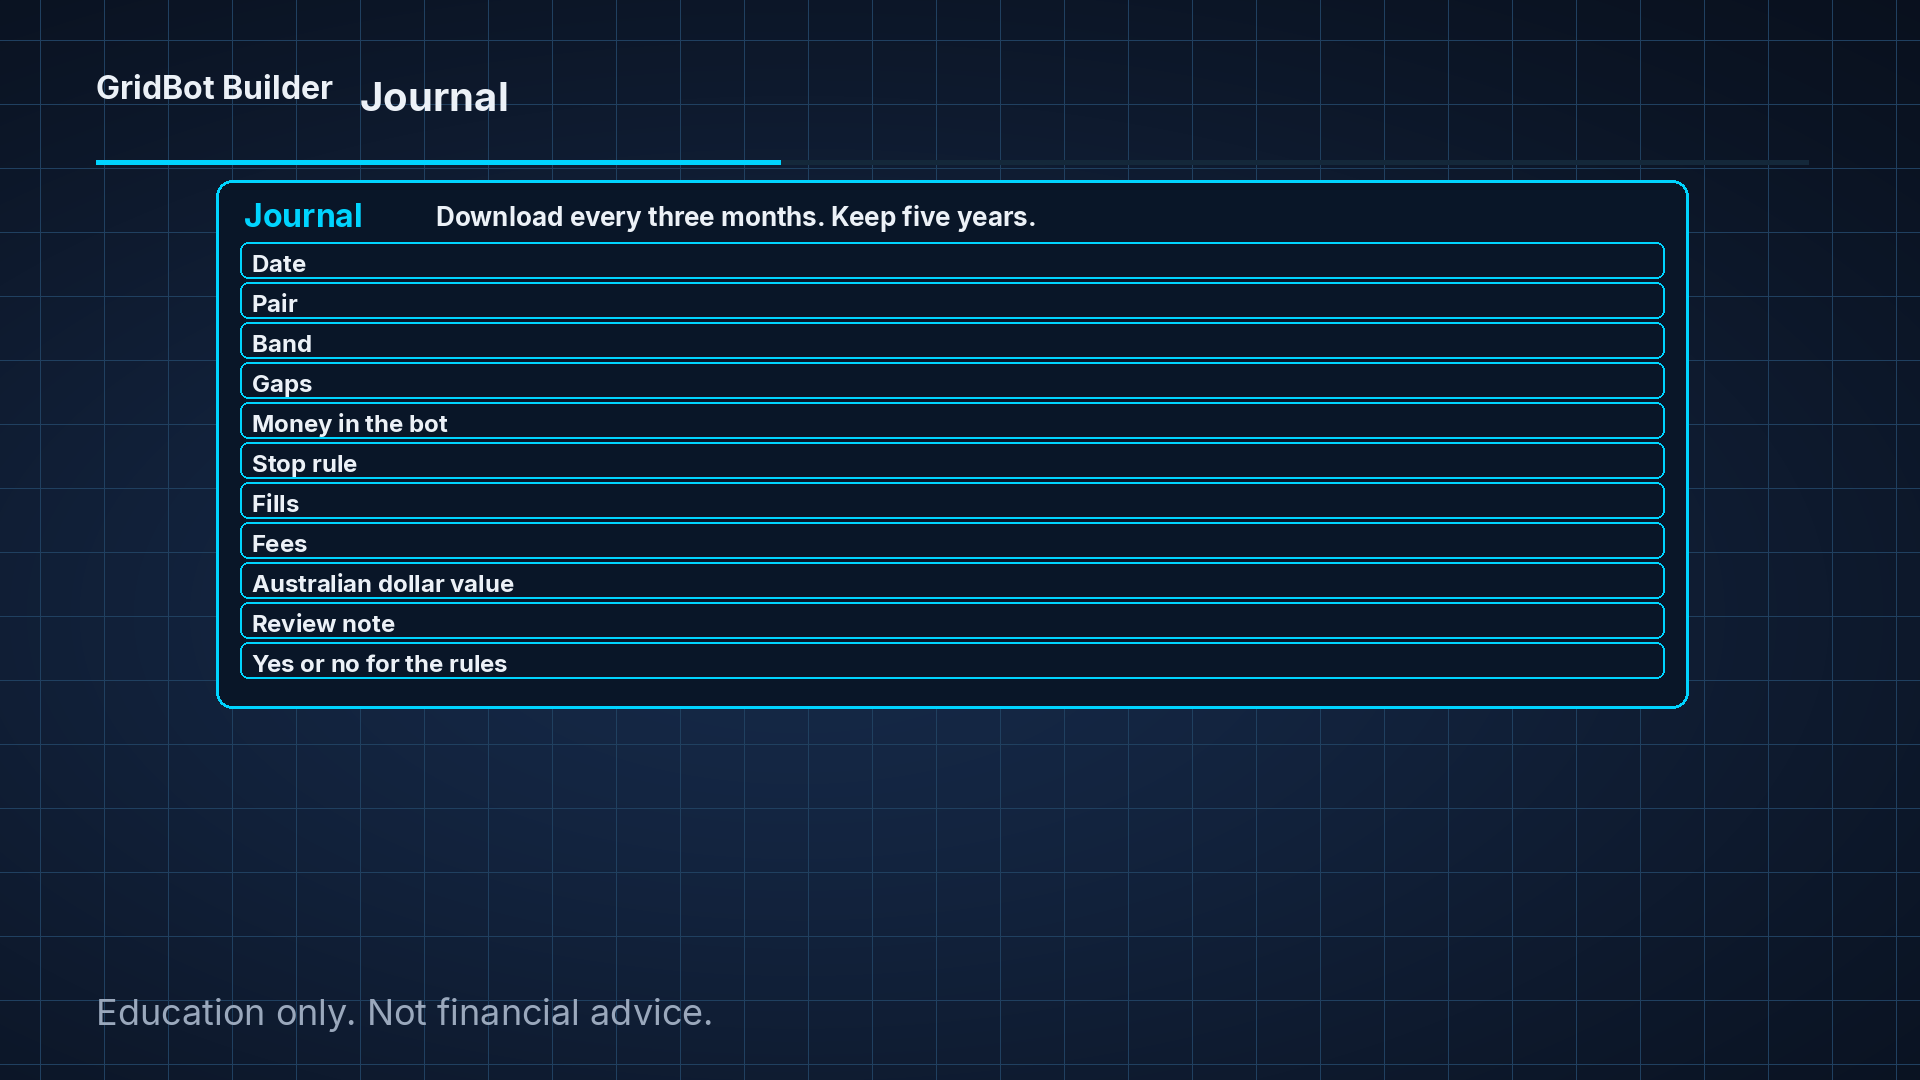 GridBot Builder Journal
Journal Download every three months. Keep five years.
Date
Pair
Band
Gaps
Money in the bot
Stop rule
Fills
Fees
Australian dollar value
Review note
Yes or no for the rules
Education only. Not financial advice.